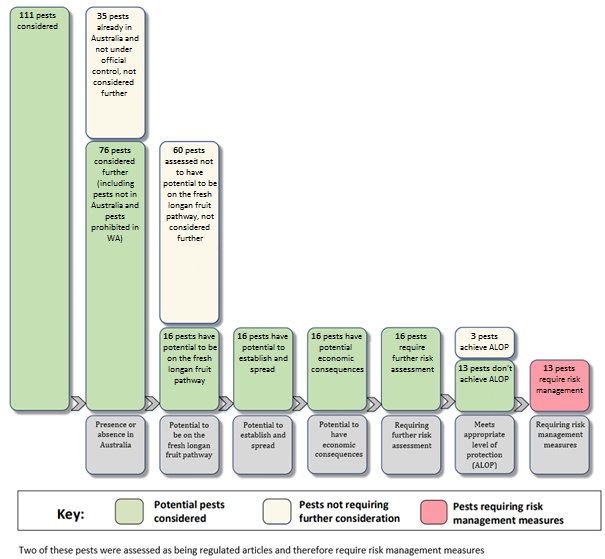 111 pests
considered
35 pests
already in
Australia and
not under
official
control, not
considered
further
76 pests
considered
further
(including
pests not in
Australia and
pests
prohibited in
WA)
60 pests
assessed not
to have
potential to be
on the fresh
longan fruit
pathway, not
considered
further
16 pests have
potential to be
on the fresh
longan fruit
pathway
16 pests have
potential to
establish and
spread
16 pests have
potential
economic
consequences
16 pests
require
further risk
assessment
3 pests
achieve ALOP
13 pests don't
achieve ALOP
13 pests
require risk
management
Presence or
absence in
Australia
Potential to
be on the
fresh longan
fruit pathway
Potential to
establish and
spread
Potential to
have
economic
consequences
Requiring
further risk
assessment
Meets
appropriate
level of
protection
(ALOP)
Requiring risk
management
measures
Key:
Potential pests
considered
Pests not requiring
further consideration
Pests requiring risk
management measures
Two of these pests were assessed as being regulated articles and therefore require risk management measures